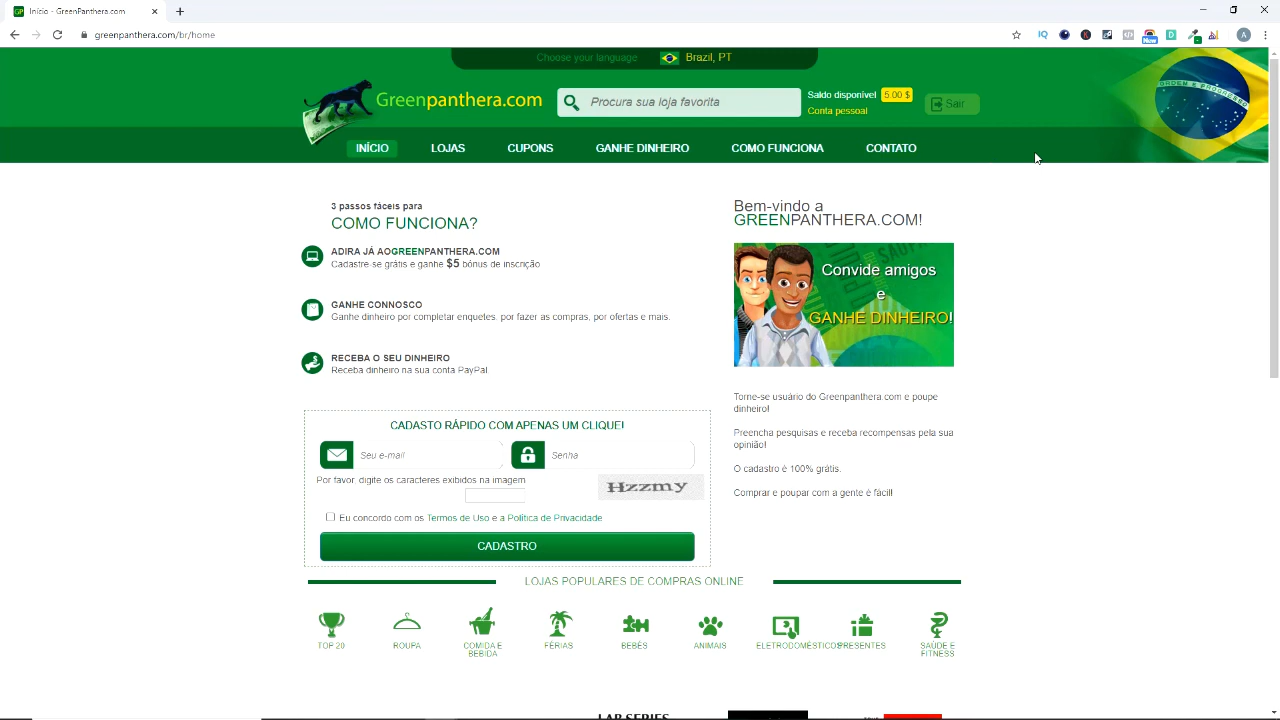 Início - GreenPanthera.com
greenpanthera.com/br/home
Choose your language
Brazil, PT
Greenpanthera.com
Procura sua loja favorita
Saldo disponível 5.00 $
Conta pessoal
Sair
INÍCIO LOJAS CUPONS GANHE DINHEIRO COMO FUNCIONA CONTATO
3 passos fáceis para
COMO FUNCIONA?
ADIRA JÁ AOGREENPANTHERA.COM
Cadastre-se grátis e ganhe $5 bónus de inscrição
GANHE CONNOSCO
Ganhe dinheiro por completar enquetes, por fazer as compras, por ofertas e mais.
RECEBA O SEU DINHEIRO
Receba dinheiro na sua conta PayPal.
CADASTO RÁPIDO COM APENAS UM CLIQUE!
Seu e-mail
Senha
Por favor, digite os caracteres exibidos na imagem
Hzzmy
Eu concordo com os Termos de Uso e a Política de Privacidade
CADASTRO
Bem-vindo a
GREENPANTHERA.COM!
Convide amigos
e
GANHE DINHEIRO!
Torne-se usuário do Greenpanthera.com e poupe
dinheiro!
Preencha pesquisas e receba recompensas pela sua
opinião!
O cadastro é 100% grátis.
Comprar e poupar com a gente é fácil!
LOJAS POPULARES DE COMPRAS ONLINE
TOP 20
ROUPA
COMIDA E
BEBIDA
FÉRIAS
BEBÊS
ANIMAIS
ELETRODOMÉSTICOS
PRESENTES
SAÚDE E
FITNESS
LAB SERIES